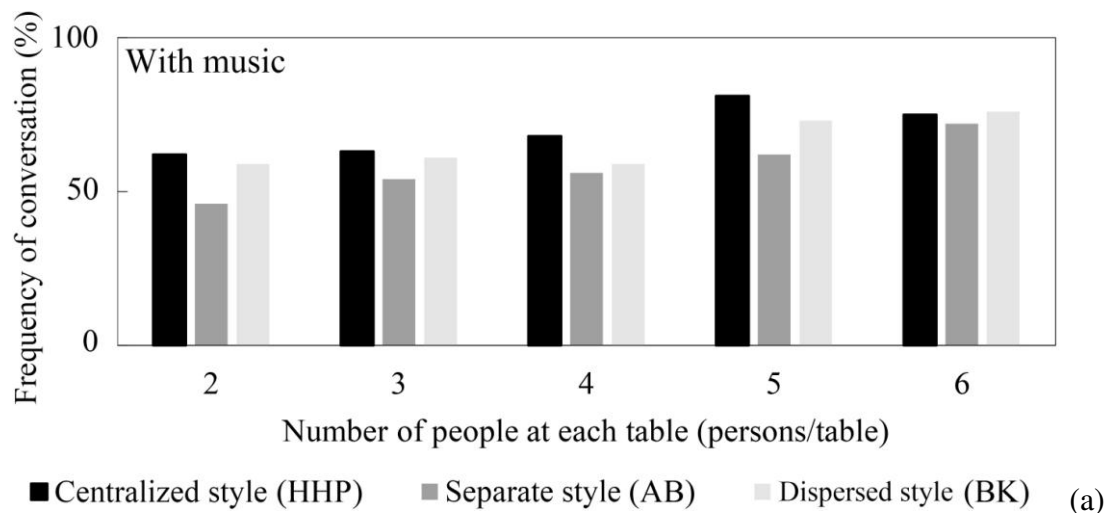 Frequency of conversation (%)
100
50
0
With music
2 3 4 5 6
Number of people at each table (persons/table)
Centralized style (HHP) Separate style (AB) Dispersed style (BK) (a)